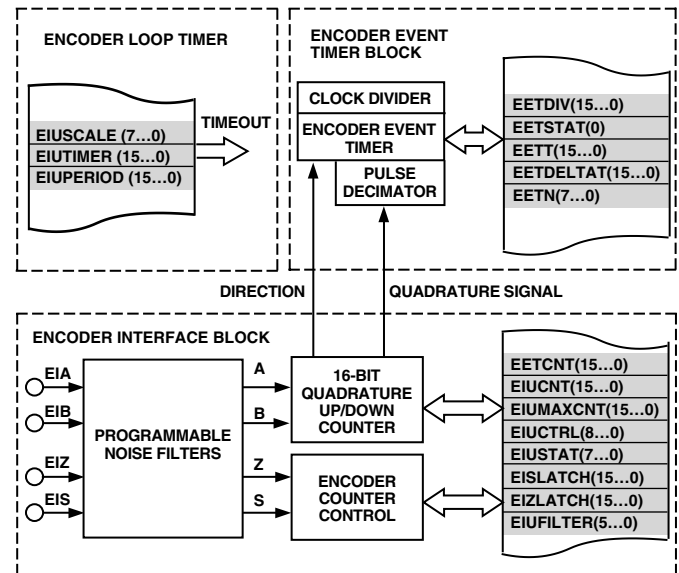 ENCODER LOOP TIMER
EIUSCALE (7...0)
EIUTIMER (15...0)
EIUPERIOD (15...0)
TIMEOUT
ENCODER EVENT
TIMER BLOCK
CLOCK DIVIDER
ENCODER EVENT
TIMER
PULSE
DECIMATOR
EETDIV(15...0)
EETSTAT(0)
EETT(15...0)
EETDELTAT(15...0)
EETN(7...0)
DIRECTION
QUADRATURE SIGNAL
ENCODER INTERFACE BLOCK
EIA
EIB
EIZ
EIS
PROGRAMMABLE
NOISE FILTERS
A
B
Z
S
16-BIT
QUADRATURE
UP/DOWN
COUNTER
ENCODER
COUNTER
CONTROL
EETCNT(15...0)
EIUCNT(15...0)
EIUMAXCNT(15...0)
EIUCTRL(8...0)
EIUSTAT(7...0)
EISLATCH(15...0)
EIZLATCH(15...0)
EIUFILTER(5...0)